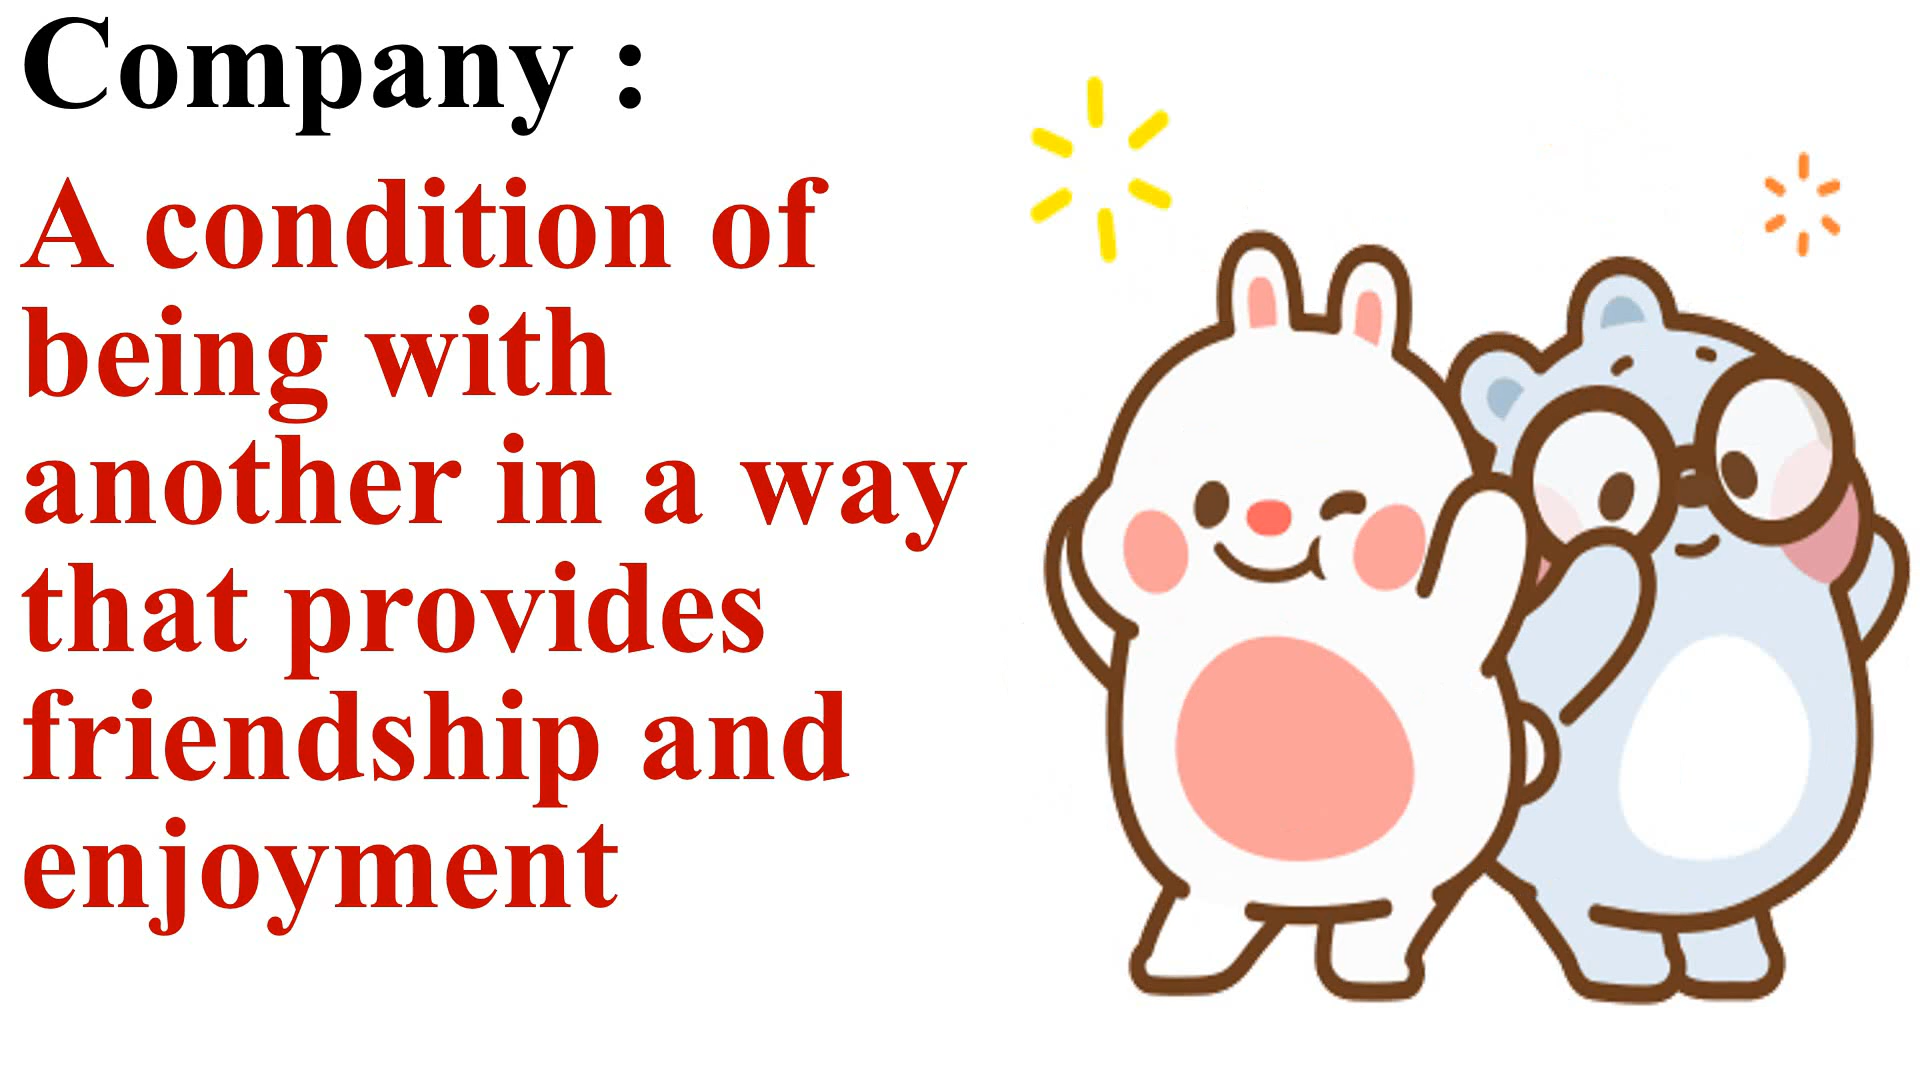 Company :
A condition of
being with
another in a way
that provides
friendship and
enjoyment